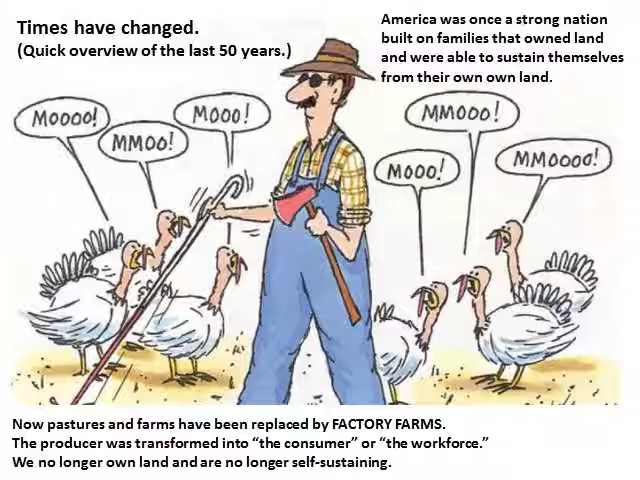 Times have changed.
(Quick overview of the last 50 years.)
America was once a strong nation
built on families that owned land
and were able to sustain themselves
from their own own land.
MOOOO!
MMOO!
MOOO!
MOOO!
MMOOO!
MMOOOO!
Now pastures and farms have been replaced by FACTORY FARMS.
The producer was transformed into “the consumer” or “the workforce.”
We no longer own land and are no longer self-sustaining.